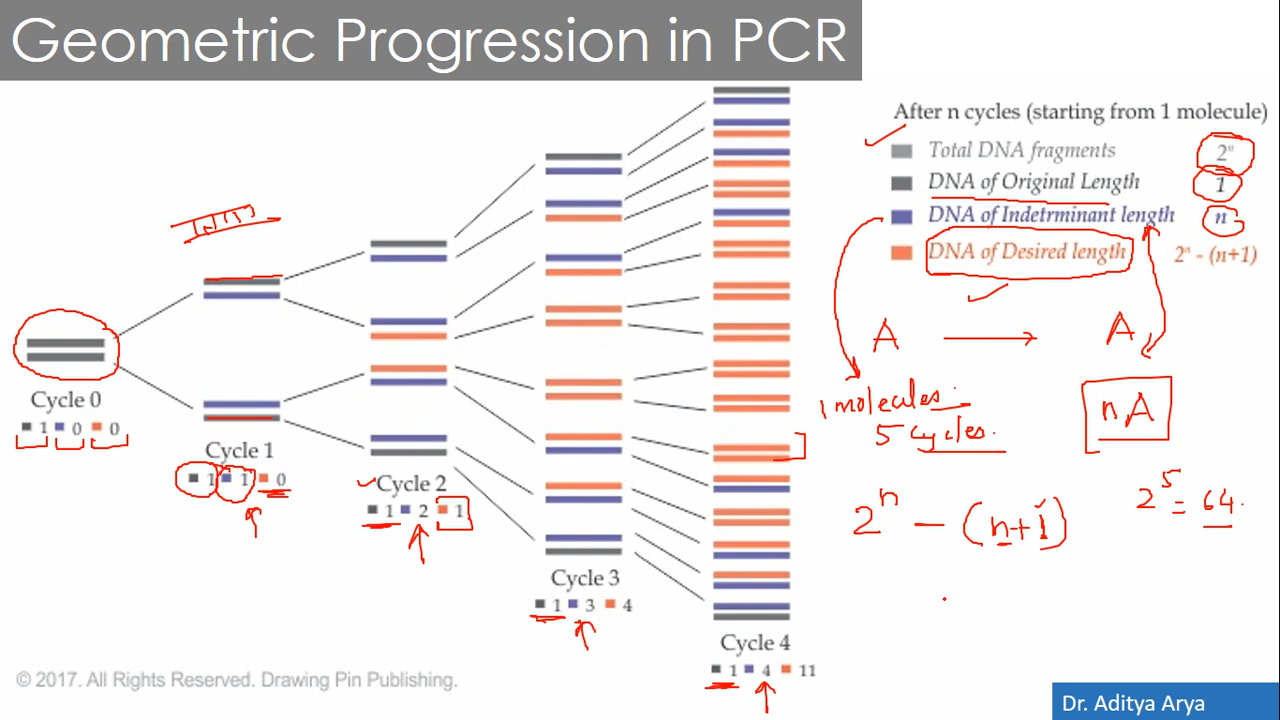 Geometric Progression in PCR
After n cycles (starting from 1 molecule)
Total DNA fragments 2ⁿ
DNA of Original Length 1
DNA of Indetrminant length n
DNA of Desired length 2ⁿ - (n+1)
A → A
nA
1 molecules
5 cycles.
2ⁿ - (n+1)
2⁵ = 64.
Cycle 0
1 0 0
Cycle 1
1 1 0
Cycle 2
1 2 1
Cycle 3
1 3 4
Cycle 4
1 4 11
© 2017. All Rights Reserved. Drawing Pin Publishing.
Dr. Aditya Arya